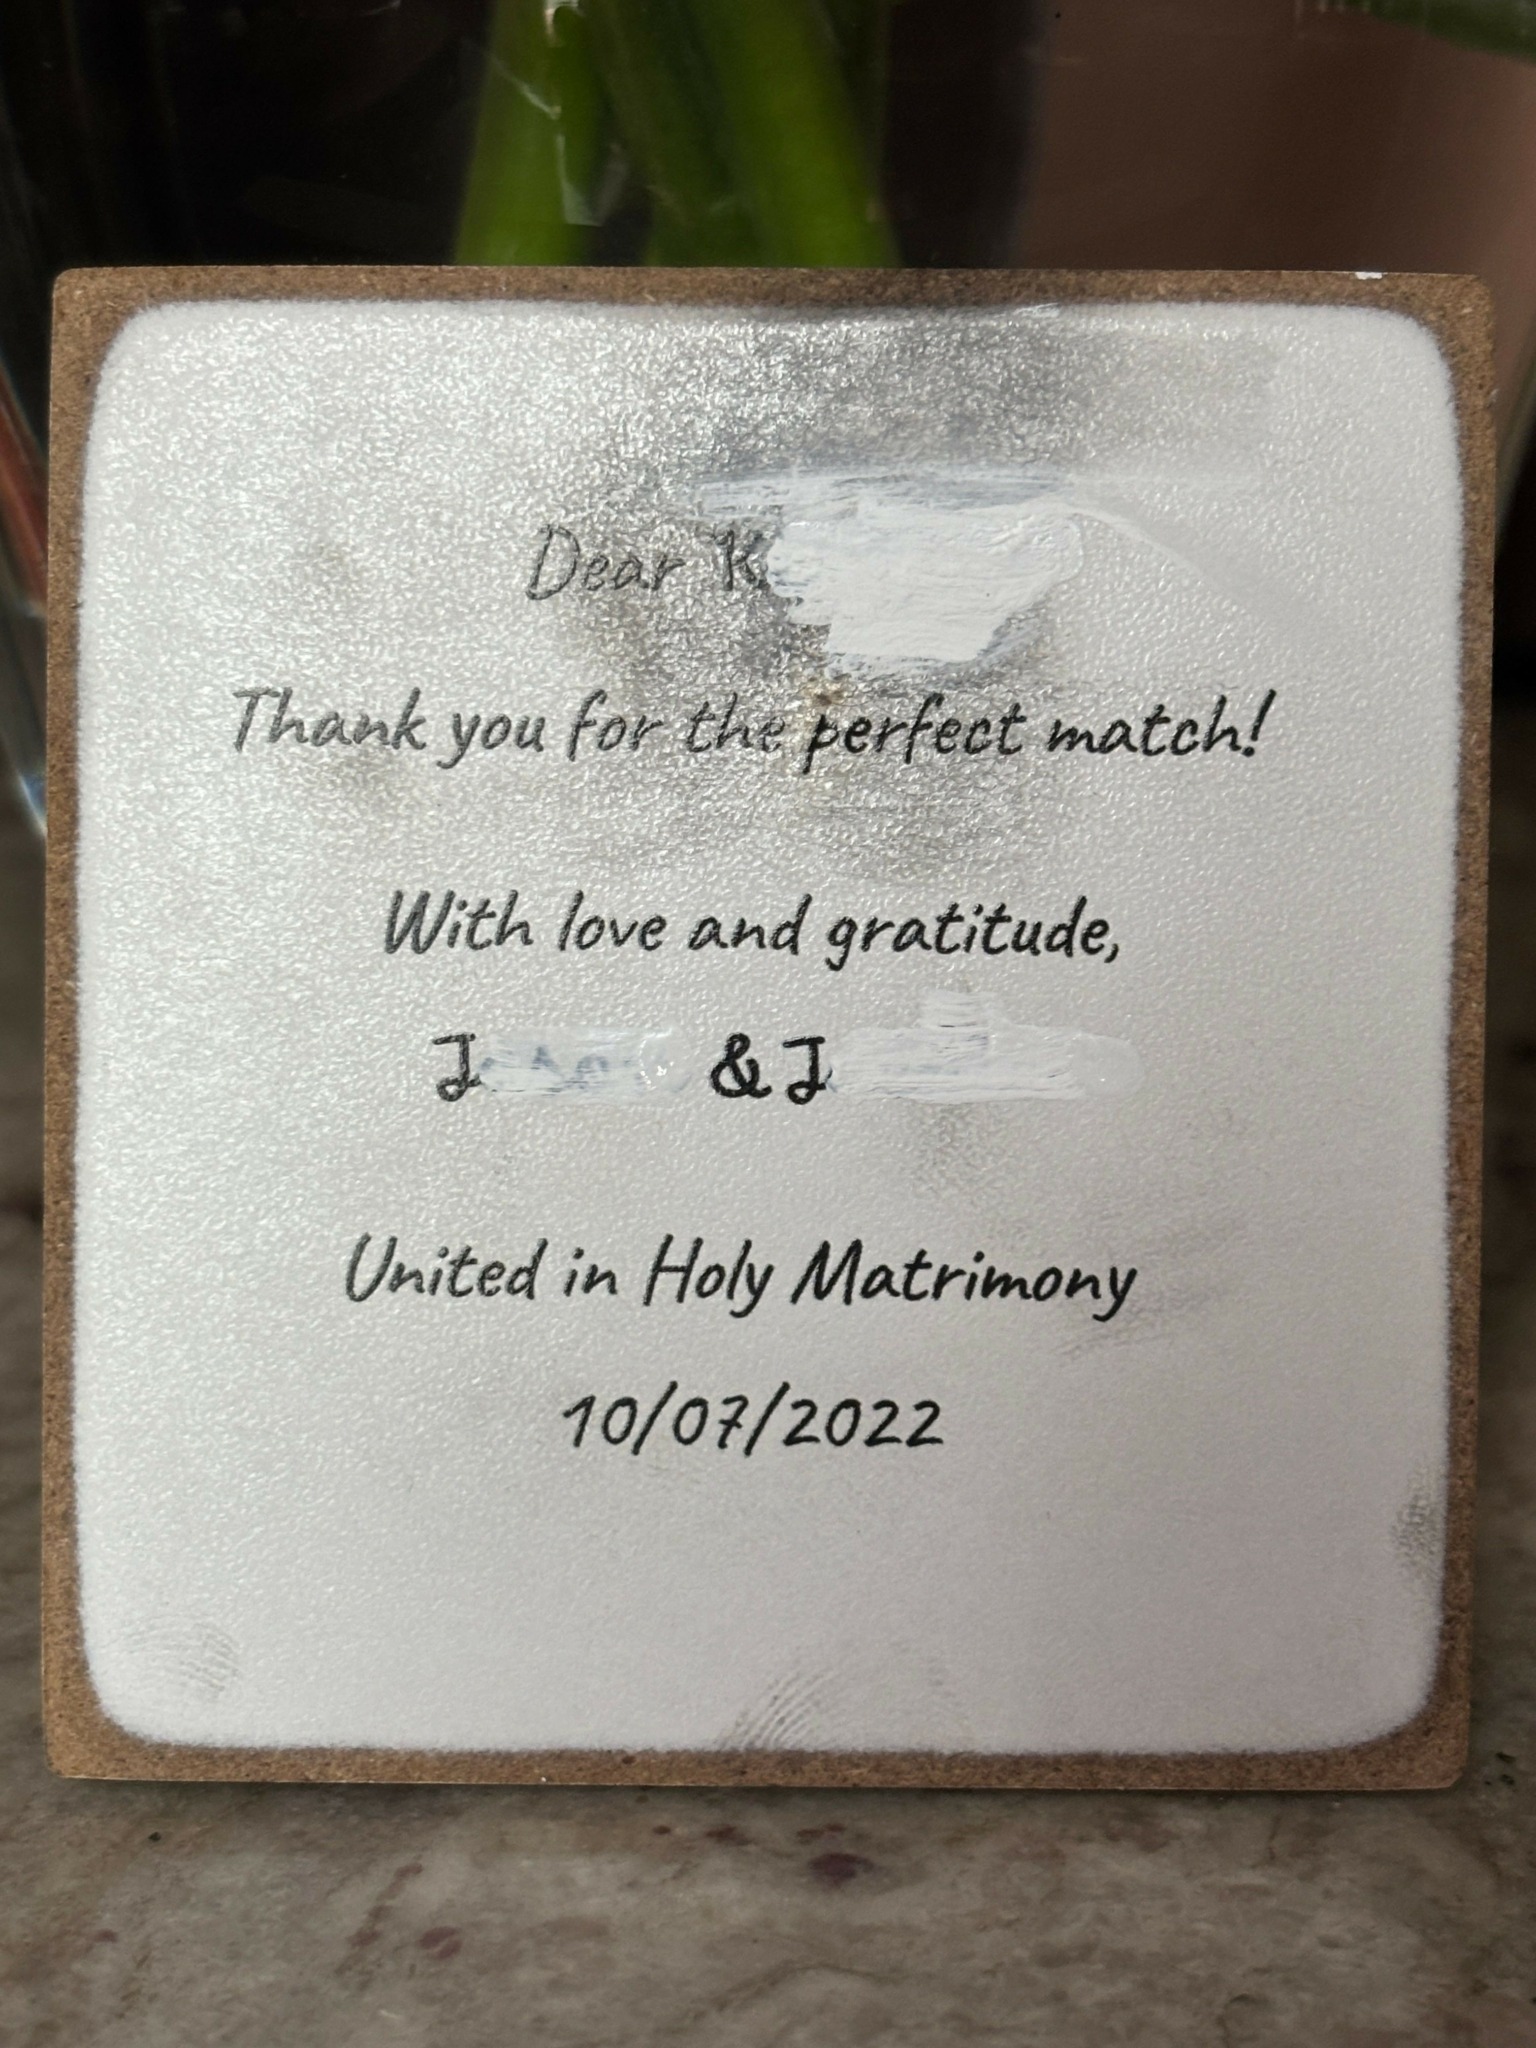 Dear K
Thank you for the perfect match!
With love and gratitude,
J & J
United in Holy Matrimony
10/07/2022